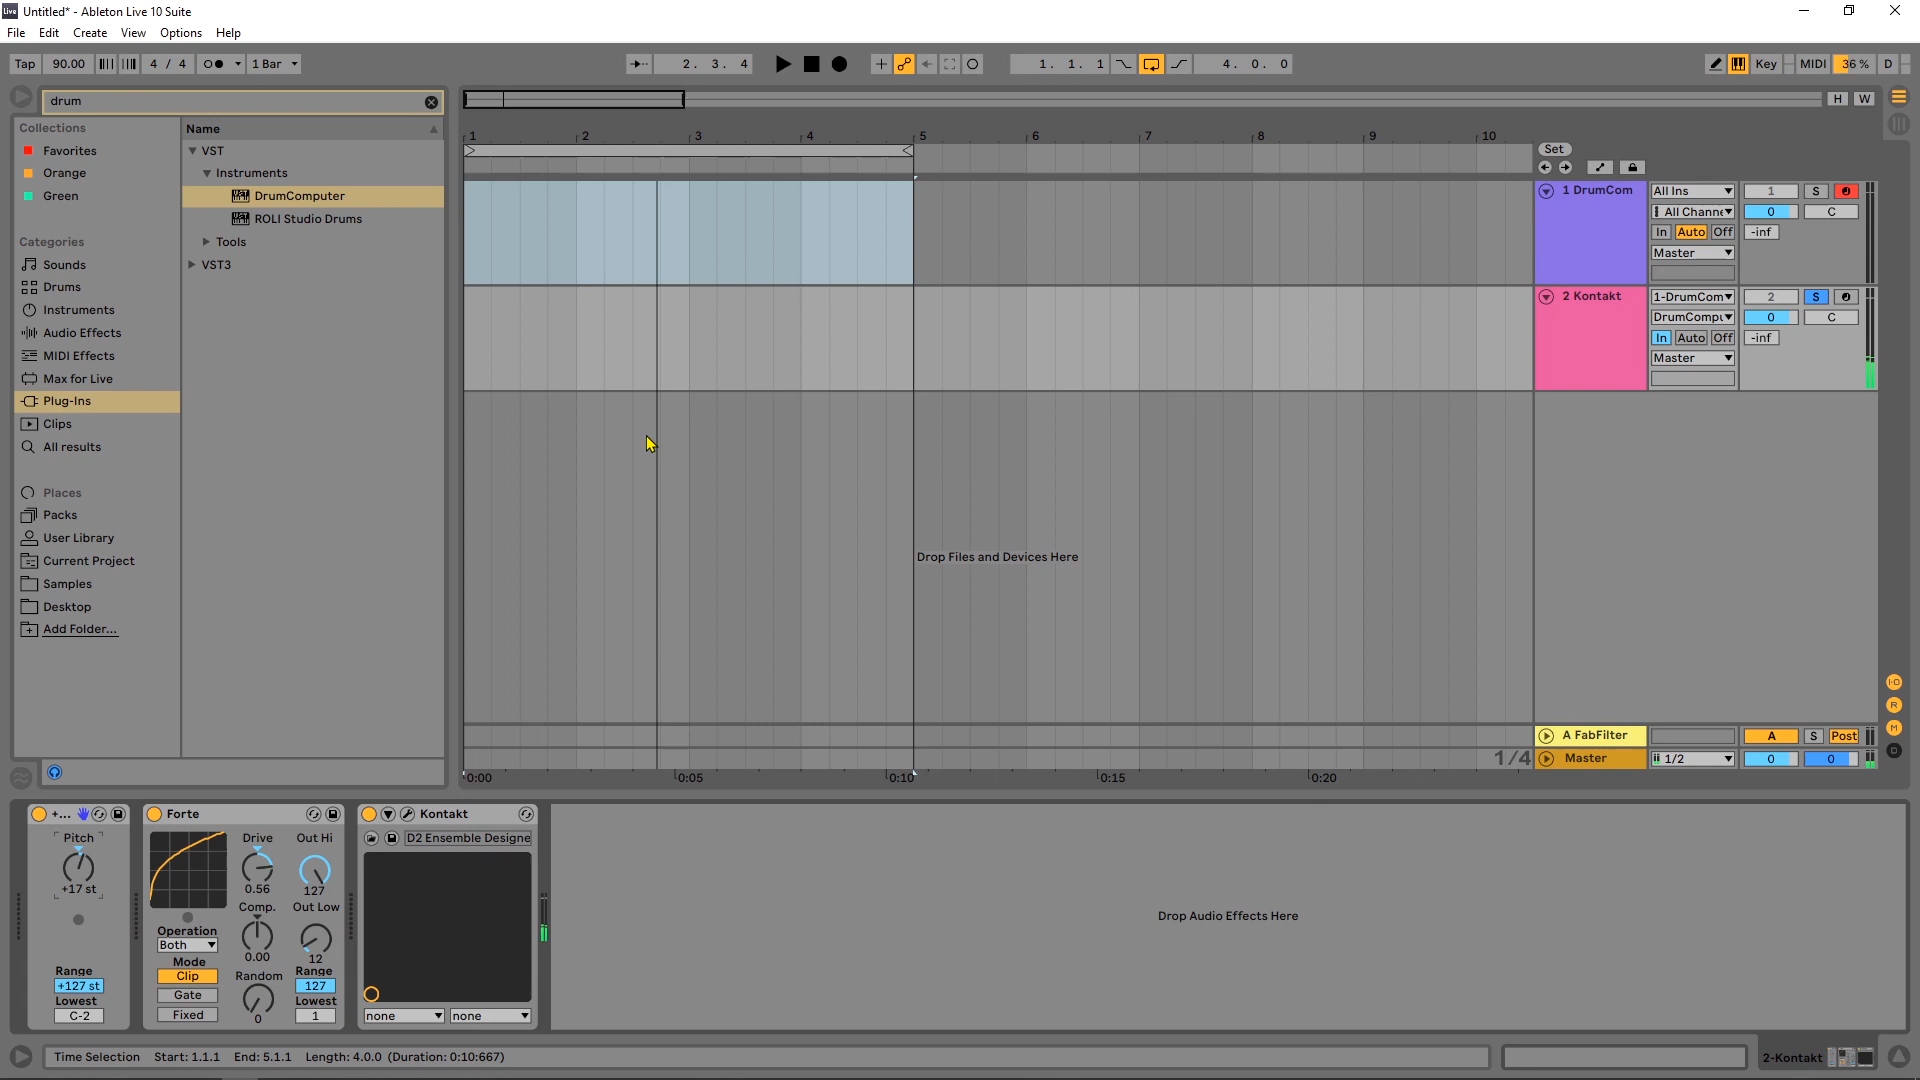 Untitled* - Ableton Live 10 Suite
File Edit Create View Options Help
Tap 90.00 4 / 4 1 Bar 2. 3. 4 1. 1. 1 4. 0. 0 Key MIDI 36 % D
drum
H W
Collections
Name
Favorites
Orange
Green
VST
Instruments
DrumComputer
ROLI Studio Drums
Tools
VST3
Categories
Sounds
Drums
Instruments
Audio Effects
MIDI Effects
Max for Live
Plug-Ins
Clips
All results
Places
Packs
User Library
Current Project
Samples
Desktop
Add Folder...
1 2 3 4 5 6 7 8 9 10
Set
1 DrumCom All Ins 1 S
All Channe 0 C
In Auto Off -inf
Master
2 Kontakt 1-DrumCom 2 S
DrumCompu 0 C
In Auto Off -inf
Master
Drop Files and Devices Here
A FabFilter A S Post
1/4 Master 1/2 0 0
0:00 0:05 0:10 0:15 0:20
I·O
R
M
D
+...
Pitch
+17 st
Range
+127 st
Lowest
C-2
Forte
Drive Out Hi
0.56 127
Comp. Out Low
0.00 12
Operation
Both
Mode
Clip
Gate
Fixed
Random
0
Range
127
Lowest
1
Kontakt
D2 Ensemble Designe
none none
Drop Audio Effects Here
Time Selection Start: 1.1.1 End: 5.1.1 Length: 4.0.0 (Duration: 0:10:667)
2-Kontakt